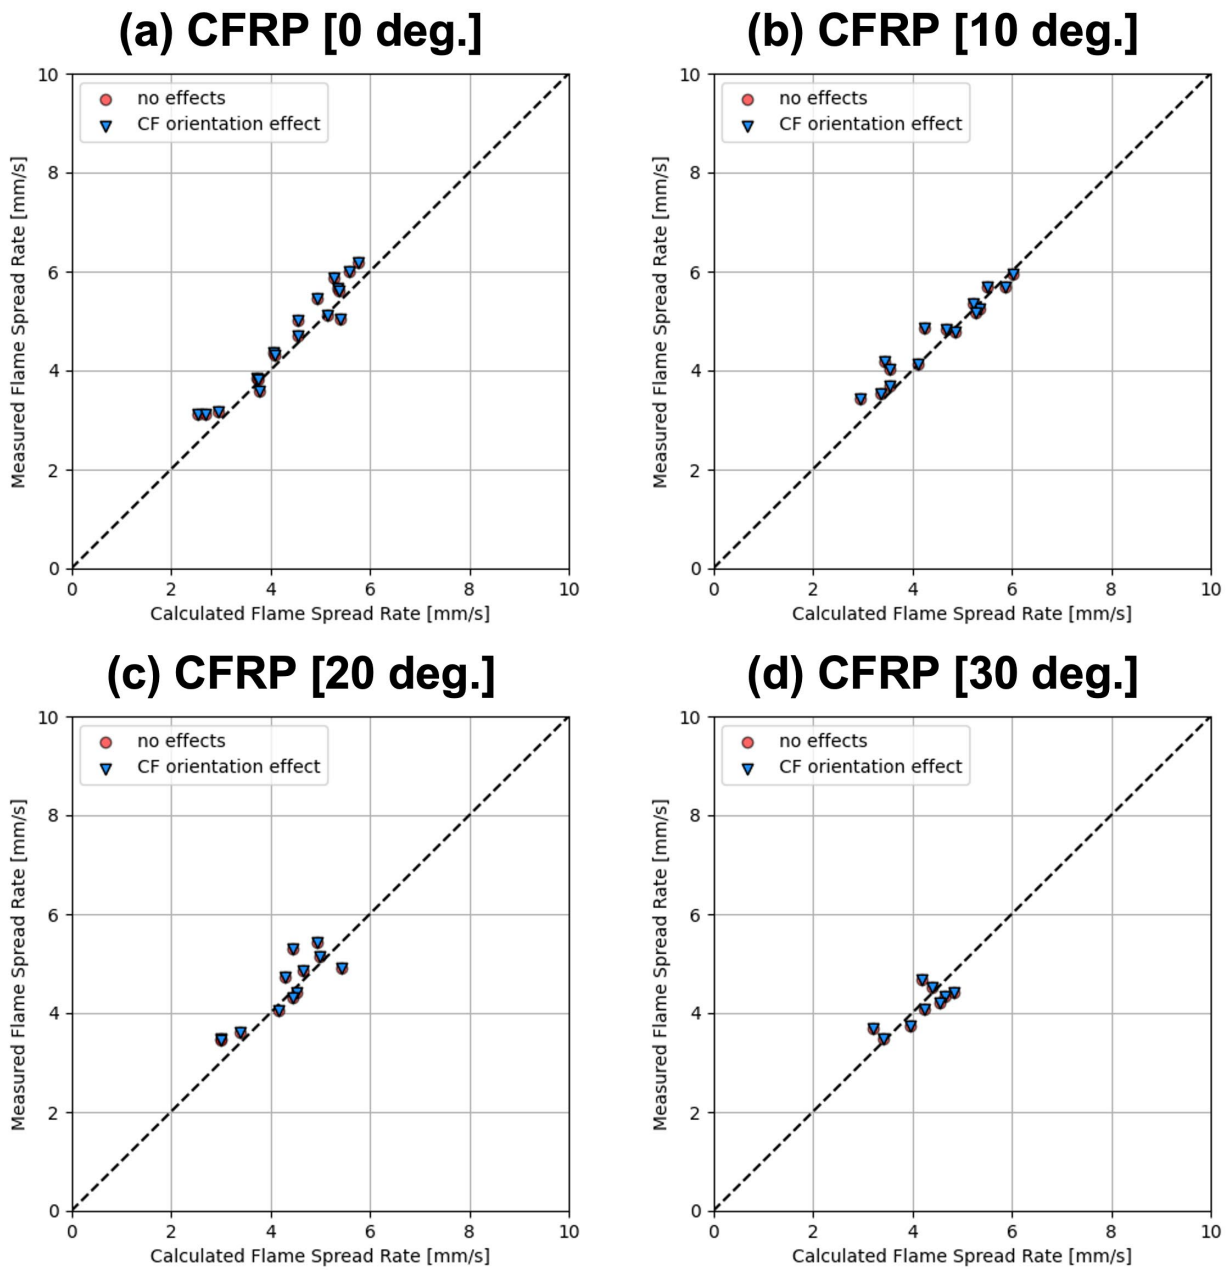 (a) CFRP [0 deg.]
10
8
6
4
2
0
Measured Flame Spread Rate [mm/s]
no effects
CF orientation effect
0 2 4 6 8 10
Calculated Flame Spread Rate [mm/s]
(b) CFRP [10 deg.]
10
8
6
4
2
0
Measured Flame Spread Rate [mm/s]
no effects
CF orientation effect
0 2 4 6 8 10
Calculated Flame Spread Rate [mm/s]
(c) CFRP [20 deg.]
10
8
6
4
2
0
Measured Flame Spread Rate [mm/s]
no effects
CF orientation effect
0 2 4 6 8 10
Calculated Flame Spread Rate [mm/s]
(d) CFRP [30 deg.]
10
8
6
4
2
0
Measured Flame Spread Rate [mm/s]
no effects
CF orientation effect
0 2 4 6 8 10
Calculated Flame Spread Rate [mm/s]